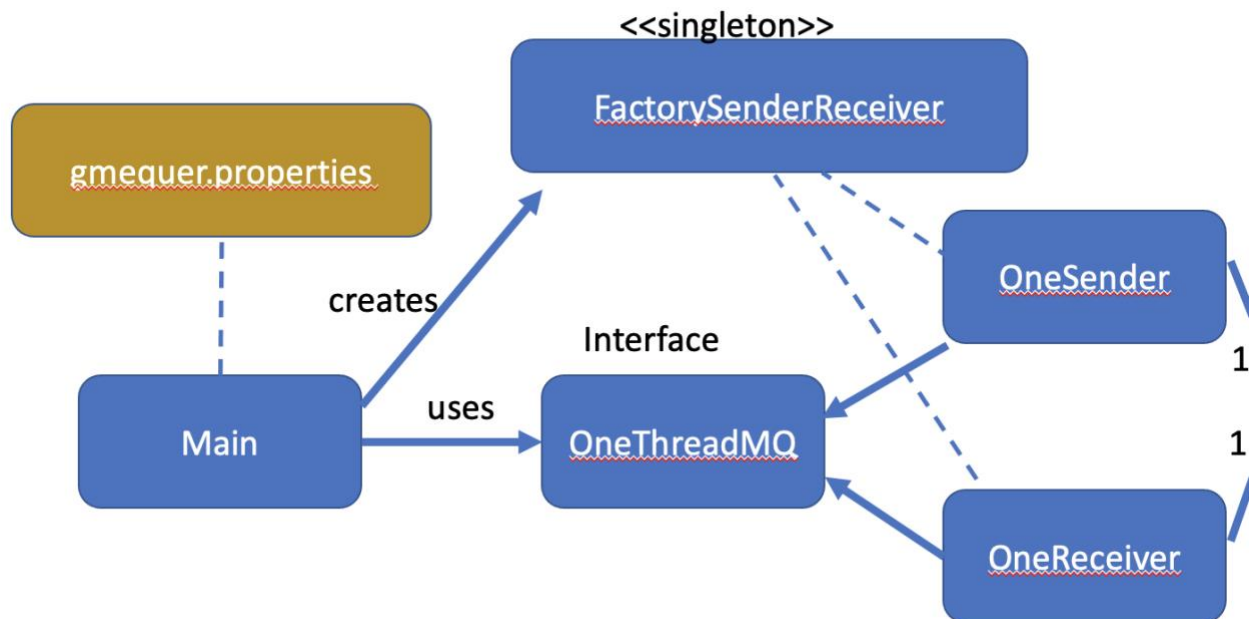 <<singleton>>
FactorySenderReceiver
gmequer.properties
OneSender
creates
Interface
1
uses
Main
OneThreadMQ
1
OneReceiver